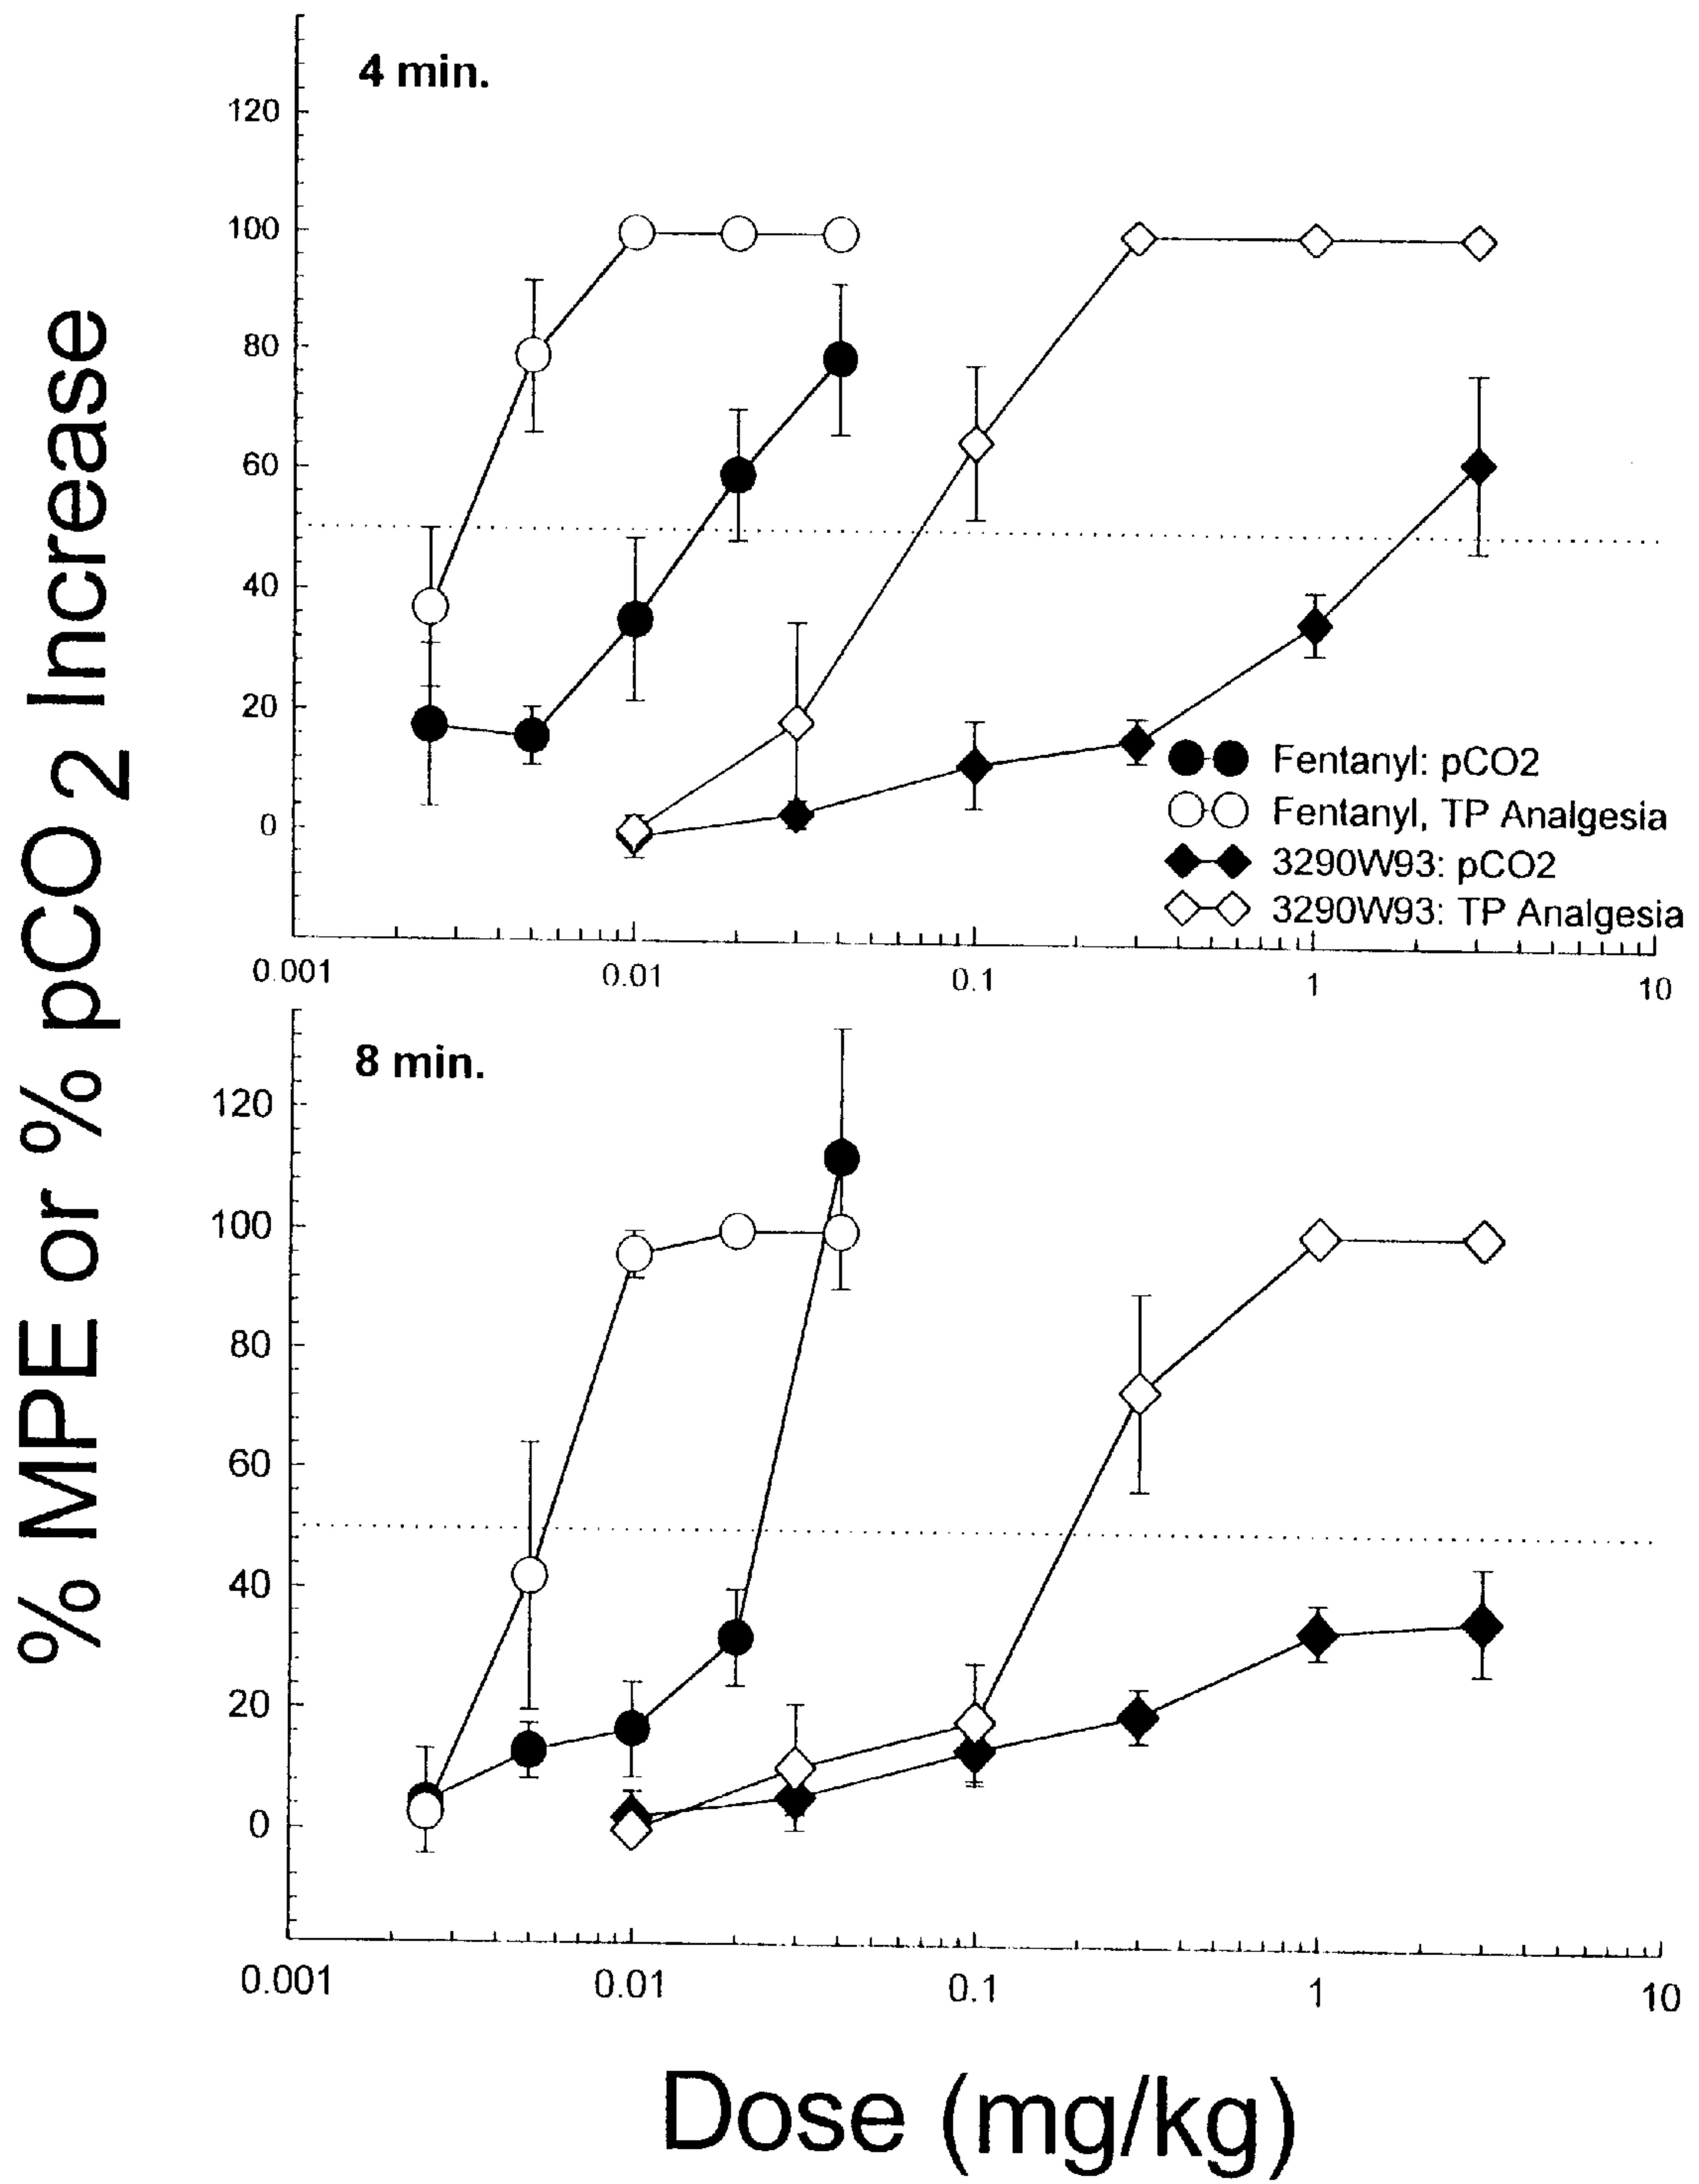 % MPE or % pCO 2 Increase
4 min.
120
100
80
60
40
20
0
Fentanyl: pCO2
Fentanyl, TP Analgesia
3290W93: pCO2
3290W93: TP Analgesia
0.001 0.01 0.1 1 10
8 min.
120
100
80
60
40
20
0
0.001 0.01 0.1 1 10
Dose (mg/kg)